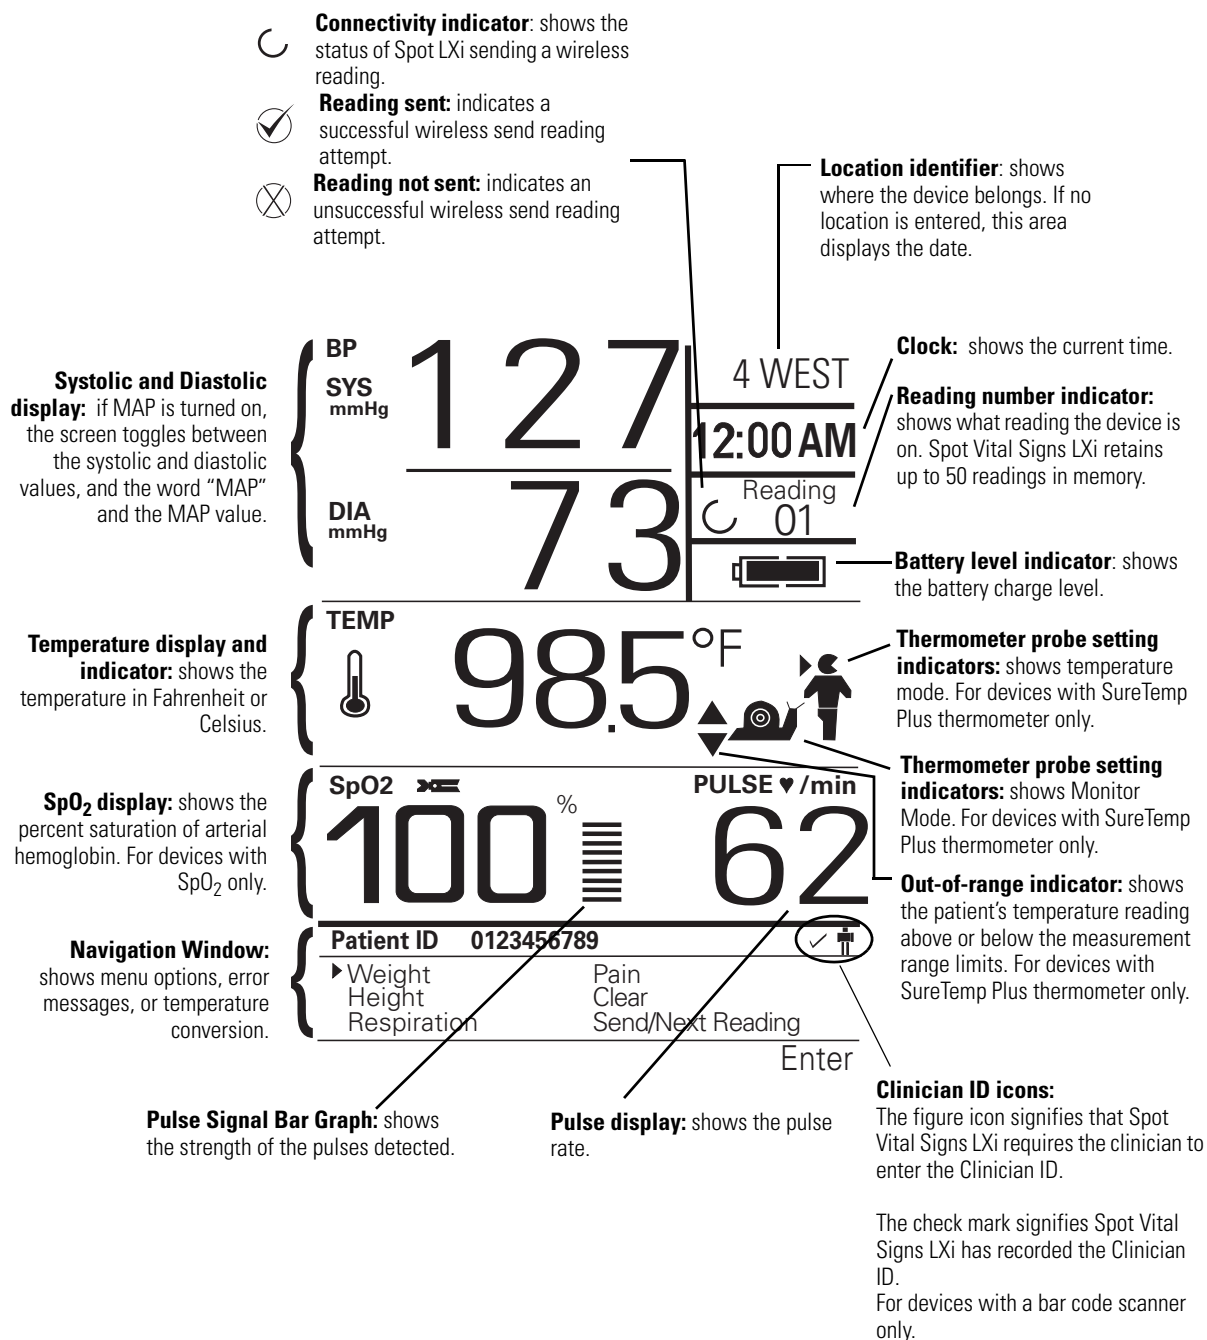 Connectivity indicator: shows the
status of Spot LXi sending a wireless
reading.
Reading sent: indicates a
successful wireless send reading
attempt.
Reading not sent: indicates an
unsuccessful wireless send reading
attempt.
Location identifier: shows
where the device belongs. If no
location is entered, this area
displays the date.
Systolic and Diastolic
display: if MAP is turned on,
the screen toggles between
the systolic and diastolic
values, and the word “MAP”
and the MAP value.
BP
SYS
mmHg
127
DIA
mmHg
73
4 WEST
12:00 AM
Reading
01
Clock: shows the current time.
Reading number indicator:
shows what reading the device is
on. Spot Vital Signs LXi retains
up to 50 readings in memory.
Battery level indicator: shows
the battery charge level.
Temperature display and
indicator: shows the
temperature in Fahrenheit or
Celsius.
TEMP
98.5°F
Thermometer probe setting
indicators: shows temperature
mode. For devices with SureTemp
Plus thermometer only.
Thermometer probe setting
indicators: shows Monitor
Mode. For devices with SureTemp
Plus thermometer only.
SpO2 display: shows the
percent saturation of arterial
hemoglobin. For devices with
SpO2 only.
SpO2
100 %
PULSE ♥ /min
62
Out-of-range indicator: shows
the patient’s temperature reading
above or below the measurement
range limits. For devices with
SureTemp Plus thermometer only.
Navigation Window:
shows menu options, error
messages, or temperature
conversion.
Patient ID 0123456789
Weight Pain
Height Clear
Respiration Send/Next Reading
Enter
Pulse Signal Bar Graph: shows
the strength of the pulses detected.
Pulse display: shows the pulse
rate.
Clinician ID icons:
The figure icon signifies that Spot
Vital Signs LXi requires the clinician to
enter the Clinician ID.
The check mark signifies Spot Vital
Signs LXi has recorded the Clinician
ID.
For devices with a bar code scanner
only.